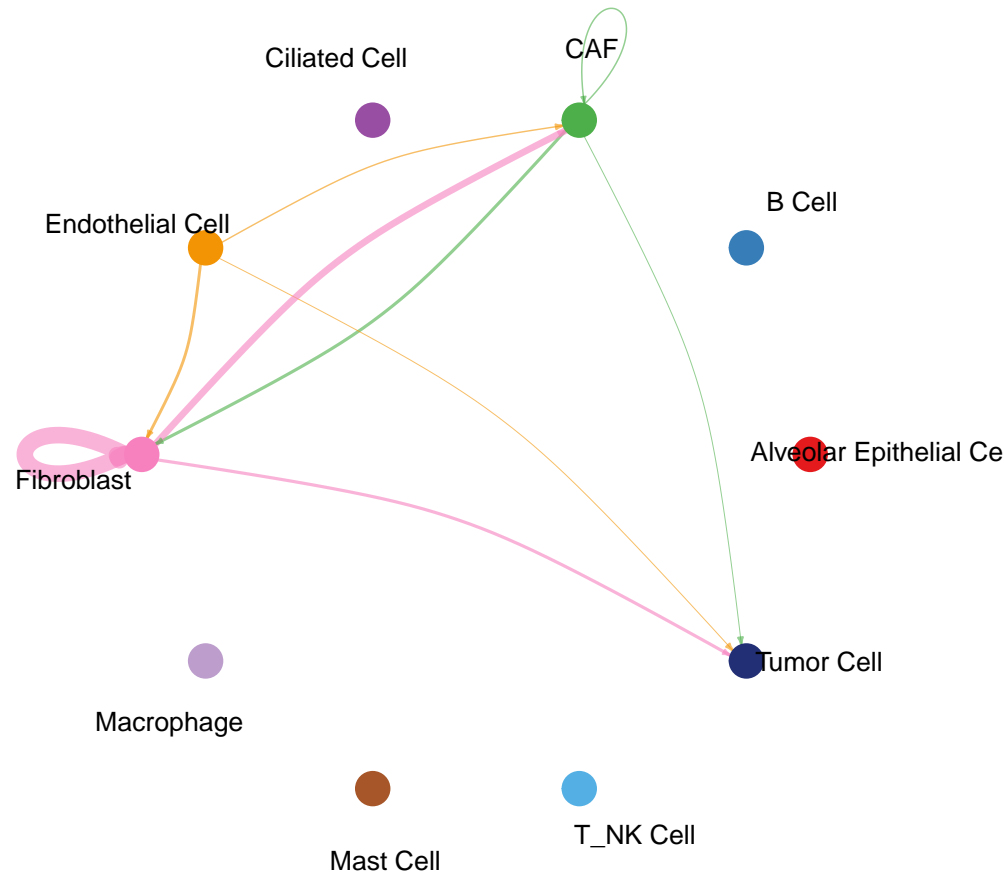 CAF
Ciliated Cell
B Cell
Endothelial Cell
Alveolar Epithelial Ce
Fibroblast
Tumor Cell
Macrophage
T_NK Cell
Mast Cell